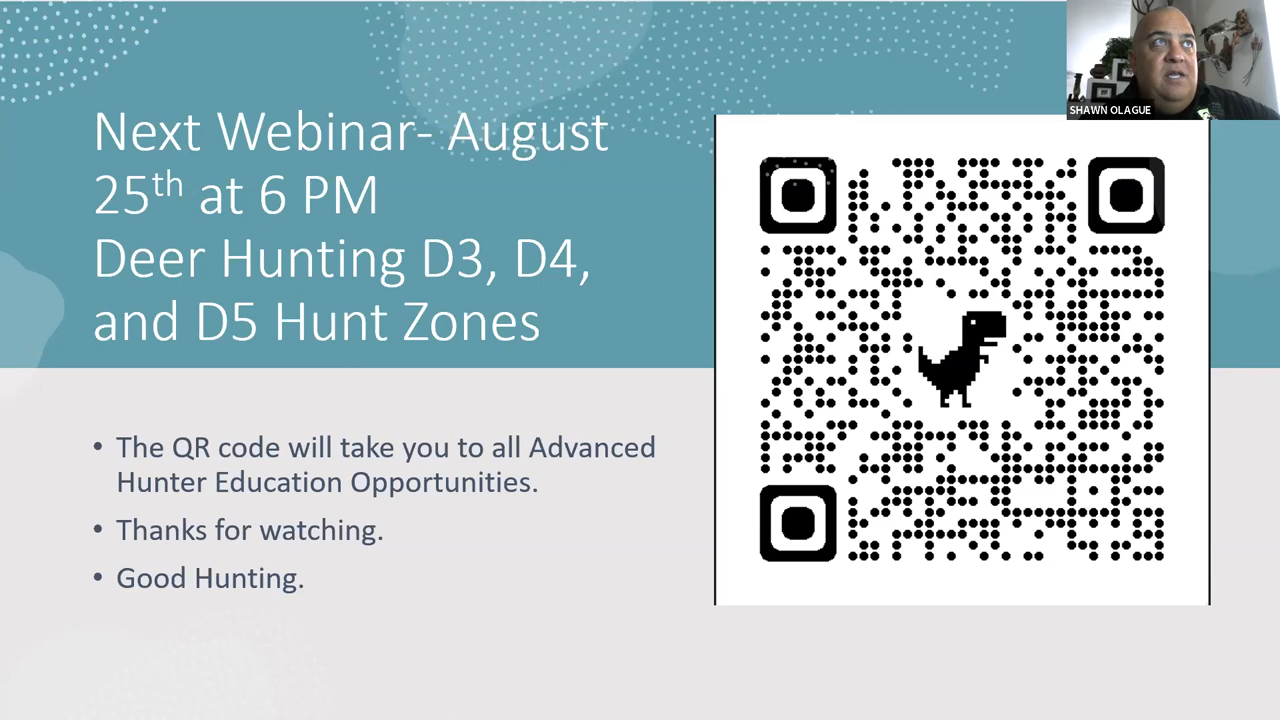 Next Webinar- August
25th at 6 PM
Deer Hunting D3, D4,
and D5 Hunt Zones
SHAWN OLAGUE
• The QR code will take you to all Advanced
Hunter Education Opportunities.
• Thanks for watching.
• Good Hunting.